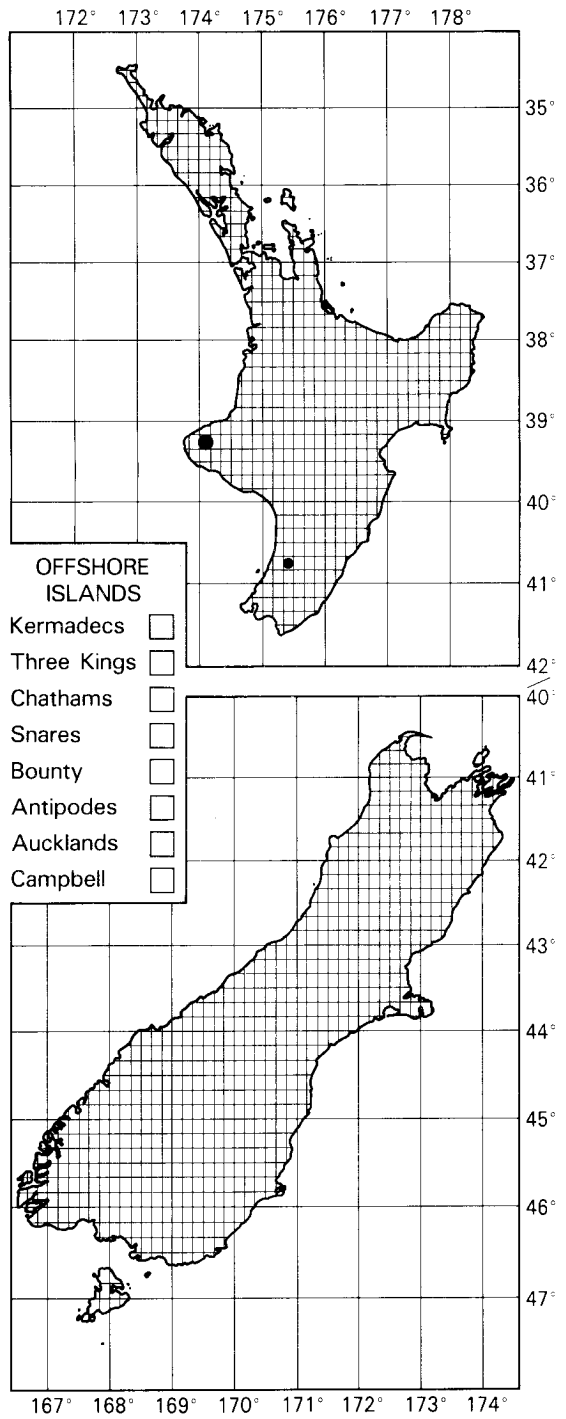 172° 173° 174° 175° 176° 177° 178°
35°
36°
37°
38°
39°
40°
41°
42°
OFFSHORE
ISLANDS
Kermadecs
Three Kings
Chathams
Snares
Bounty
Antipodes
Aucklands
Campbell
40°
41°
42°
43°
44°
45°
46°
47°
167° 168° 169° 170° 171° 172° 173° 174°